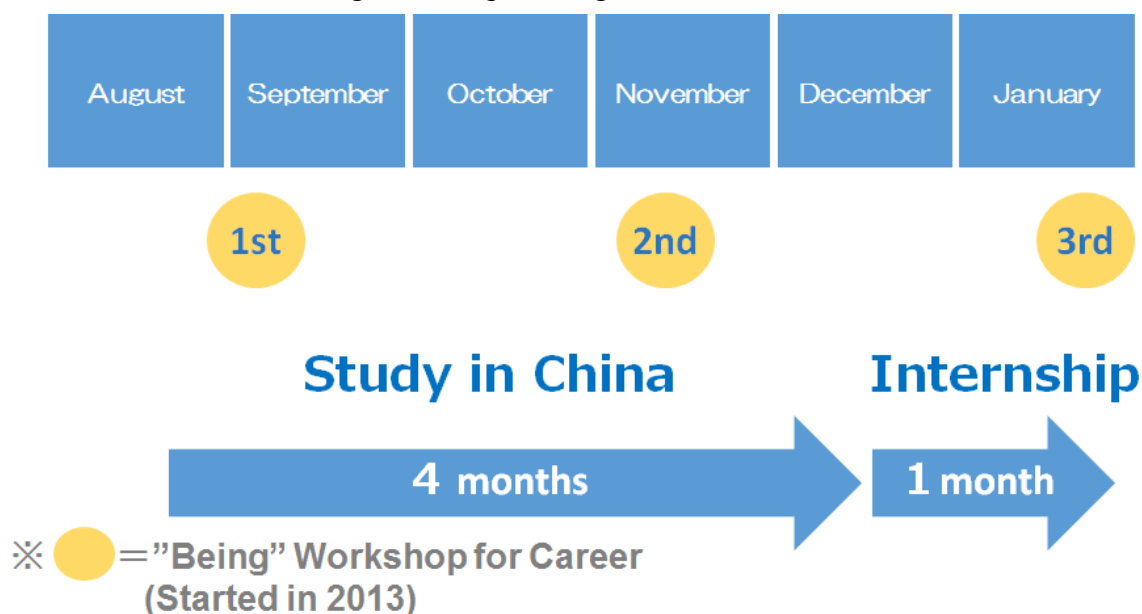 August September October November December January
1st 2nd 3rd
Study in China Internship
4 months 1 month
※ ＝”Being” Workshop for Career
(Started in 2013)